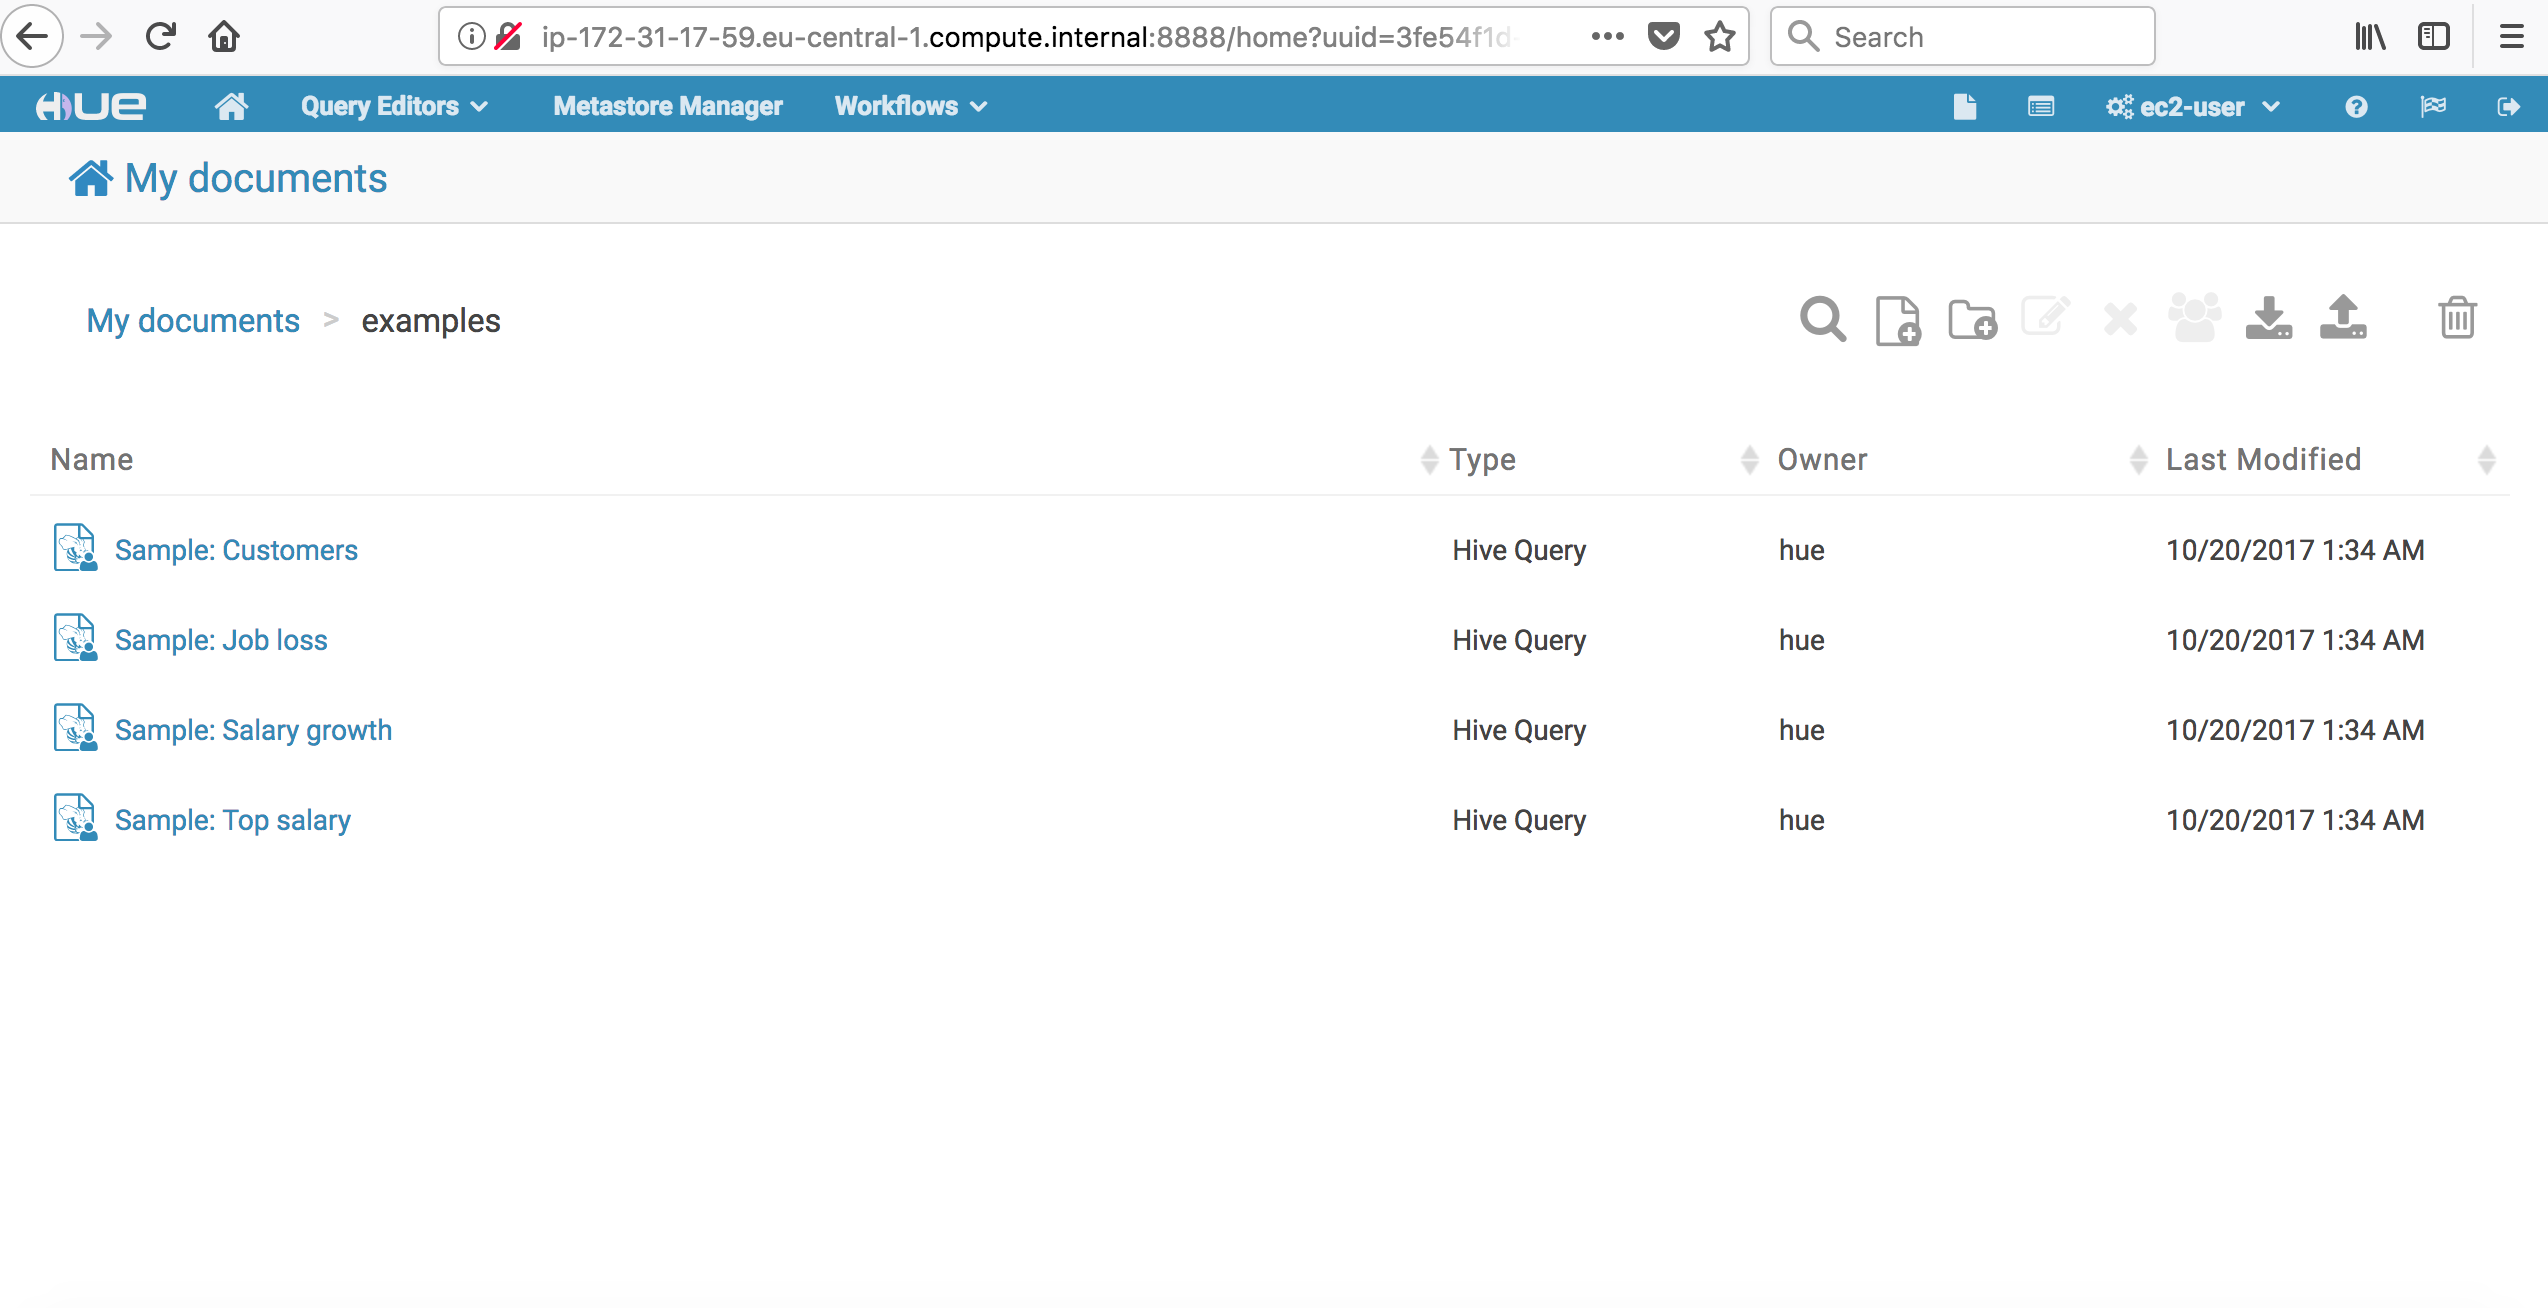 ip-172-31-17-59.eu-central-1.compute.internal:8888/home?uuid=3fe54f1d-
Search
HUE Query Editors Metastore Manager Workflows ec2-user
My documents
My documents > examples
Name Type Owner Last Modified
Sample: Customers Hive Query hue 10/20/2017 1:34 AM
Sample: Job loss Hive Query hue 10/20/2017 1:34 AM
Sample: Salary growth Hive Query hue 10/20/2017 1:34 AM
Sample: Top salary Hive Query hue 10/20/2017 1:34 AM